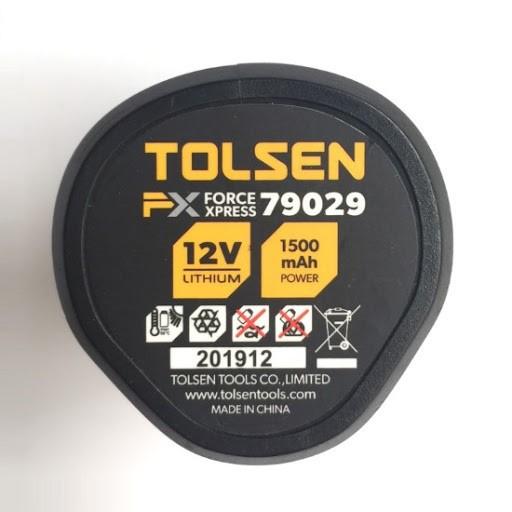 TOLSEN
PX FORCE XPRESS 79029
12V LITHIUM
1500 mAh POWER
201912
TOLSEN TOOLS CO.,LIMITED
www.tolsentools.com
MADE IN CHINA